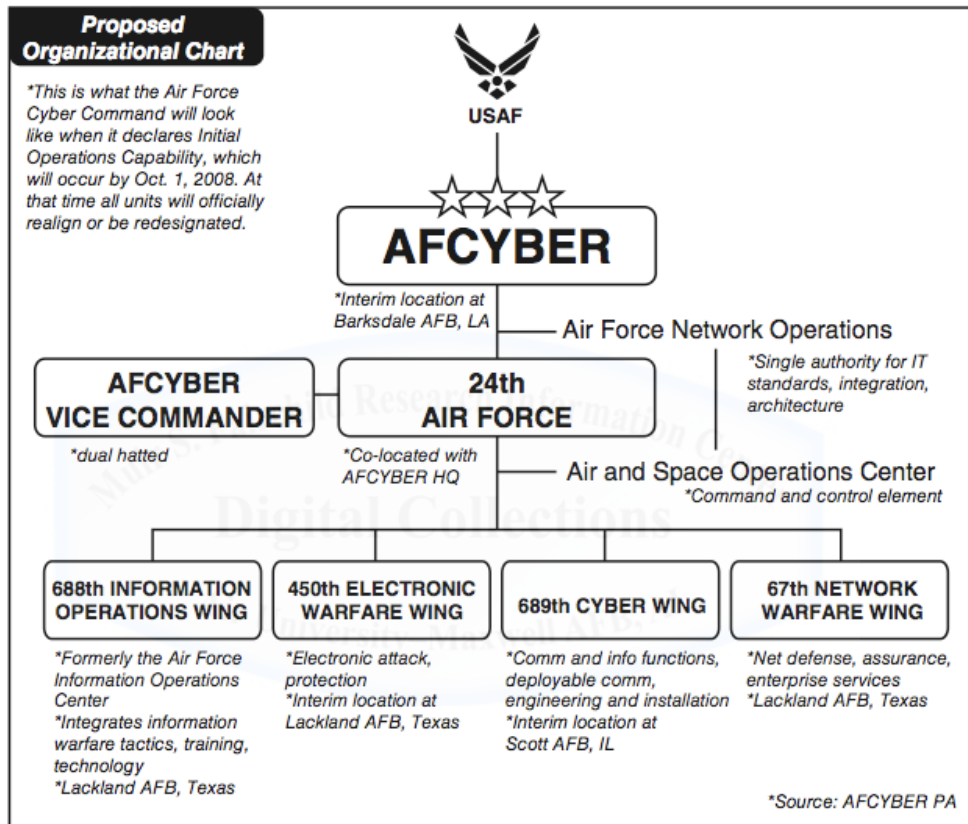 Proposed
Organizational Chart
*This is what the Air Force
Cyber Command will look
like when it declares Initial
Operations Capability, which
will occur by Oct. 1, 2008. At
that time all units will officially
realign or be redesignated.
USAF
AFCYBER
*Interim location at
Barksdale AFB, LA
Air Force Network Operations
*Single authority for IT
standards, integration,
architecture
AFCYBER
VICE COMMANDER
*dual hatted
24th
AIR FORCE
*Co-located with
AFCYBER HQ
Air and Space Operations Center
*Command and control element
688th INFORMATION
OPERATIONS WING
*Formerly the Air Force
Information Operations
Center
*Integrates information
warfare tactics, training,
technology
*Lackland AFB, Texas
450th ELECTRONIC
WARFARE WING
*Electronic attack,
protection
*Interim location at
Lackland AFB, Texas
689th CYBER WING
*Comm and info functions,
deployable comm,
engineering and installation
*Interim location at
Scott AFB, IL
67th NETWORK
WARFARE WING
*Net defense, assurance,
enterprise services
*Lackland AFB, Texas
*Source: AFCYBER PA
Research Information
Digital Collections
Maxwell AFB,